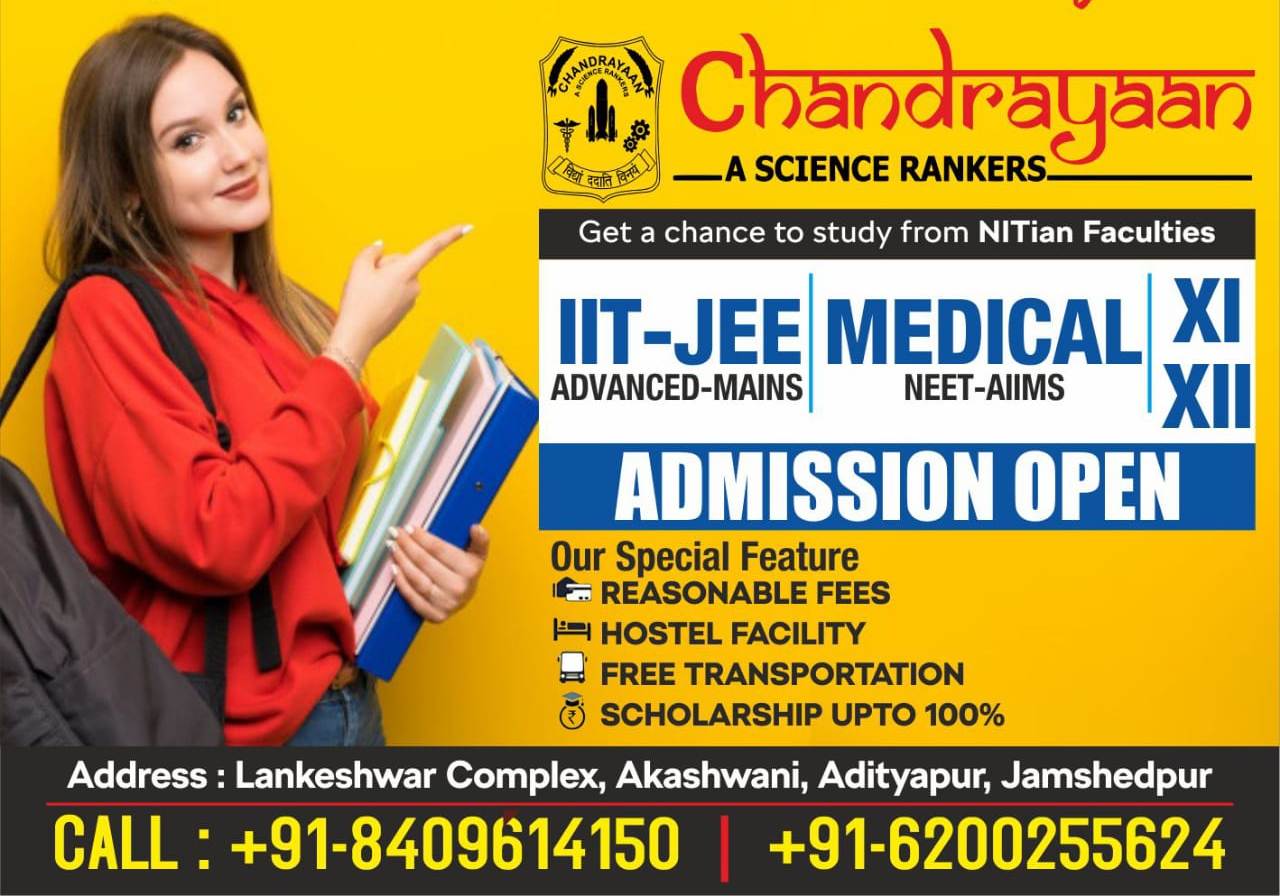 CHANDRAYAAN
A SCIENCE RANKERS
विद्यां ददाति विनयं
Chandrayaan
A SCIENCE RANKERS
Get a chance to study from NITian Faculties
IIT-JEE
ADVANCED-MAINS
MEDICAL
NEET-AIIMS
XI
XII
ADMISSION OPEN
Our Special Feature
REASONABLE FEES
HOSTEL FACILITY
FREE TRANSPORTATION
SCHOLARSHIP UPTO 100%
Address : Lankeshwar Complex, Akashwani, Adityapur, Jamshedpur
CALL : +91-8409614150 | +91-6200255624